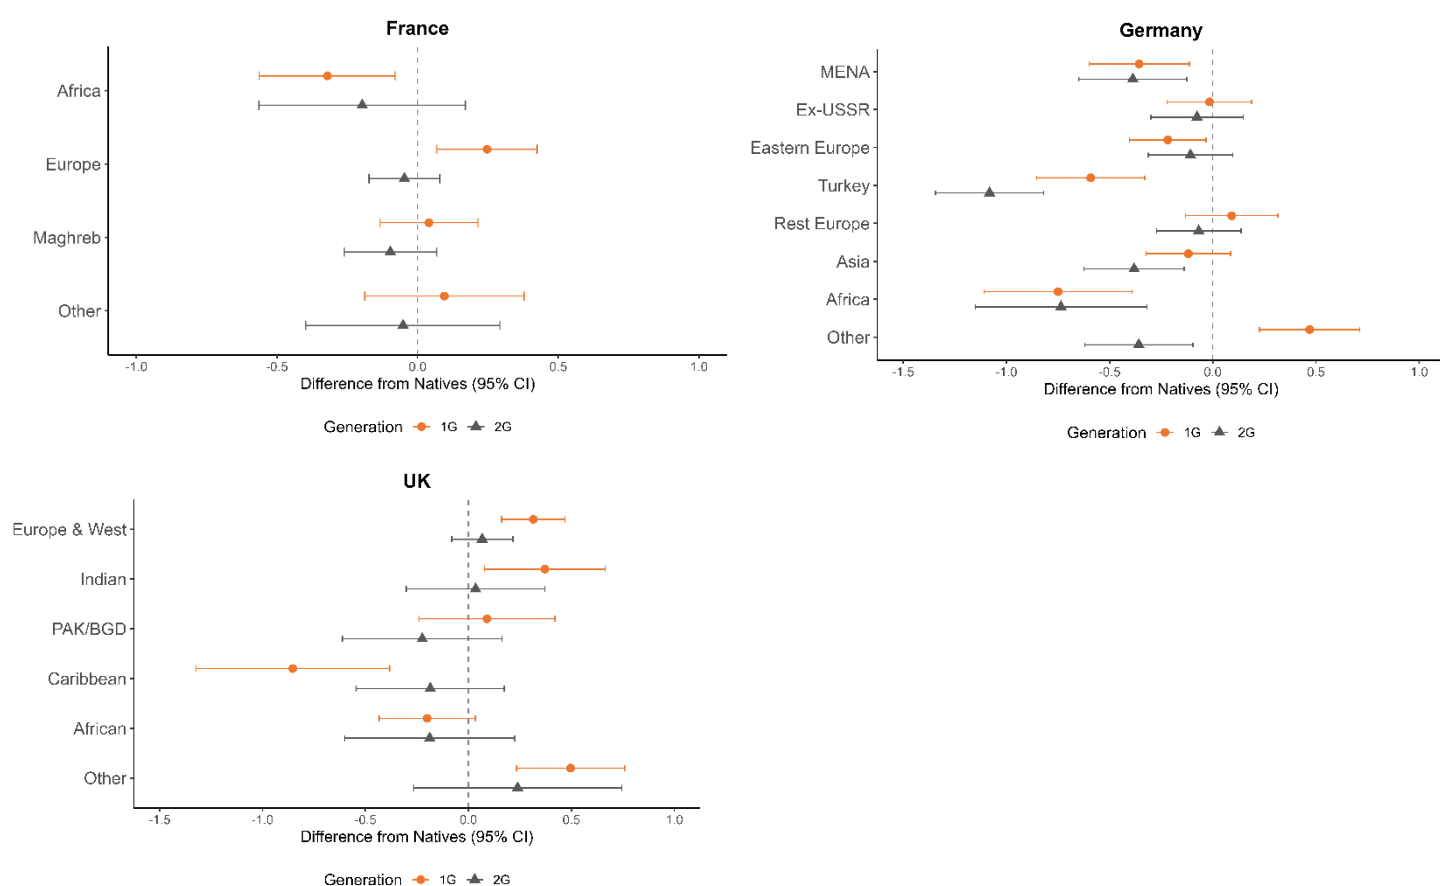 France
Africa
Europe
Maghreb
Other
-1.0 -0.5 0.0 0.5 1.0
Difference from Natives (95% CI)
Generation 1G 2G
Germany
MENA
Ex-USSR
Eastern Europe
Turkey
Rest Europe
Asia
Africa
Other
-1.5 -1.0 -0.5 0.0 0.5 1.0
Difference from Natives (95% CI)
Generation 1G 2G
UK
Europe & West
Indian
PAK/BGD
Caribbean
African
Other
-1.5 -1.0 -0.5 0.0 0.5 1.0
Difference from Natives (95% CI)
Generation 1G 2G